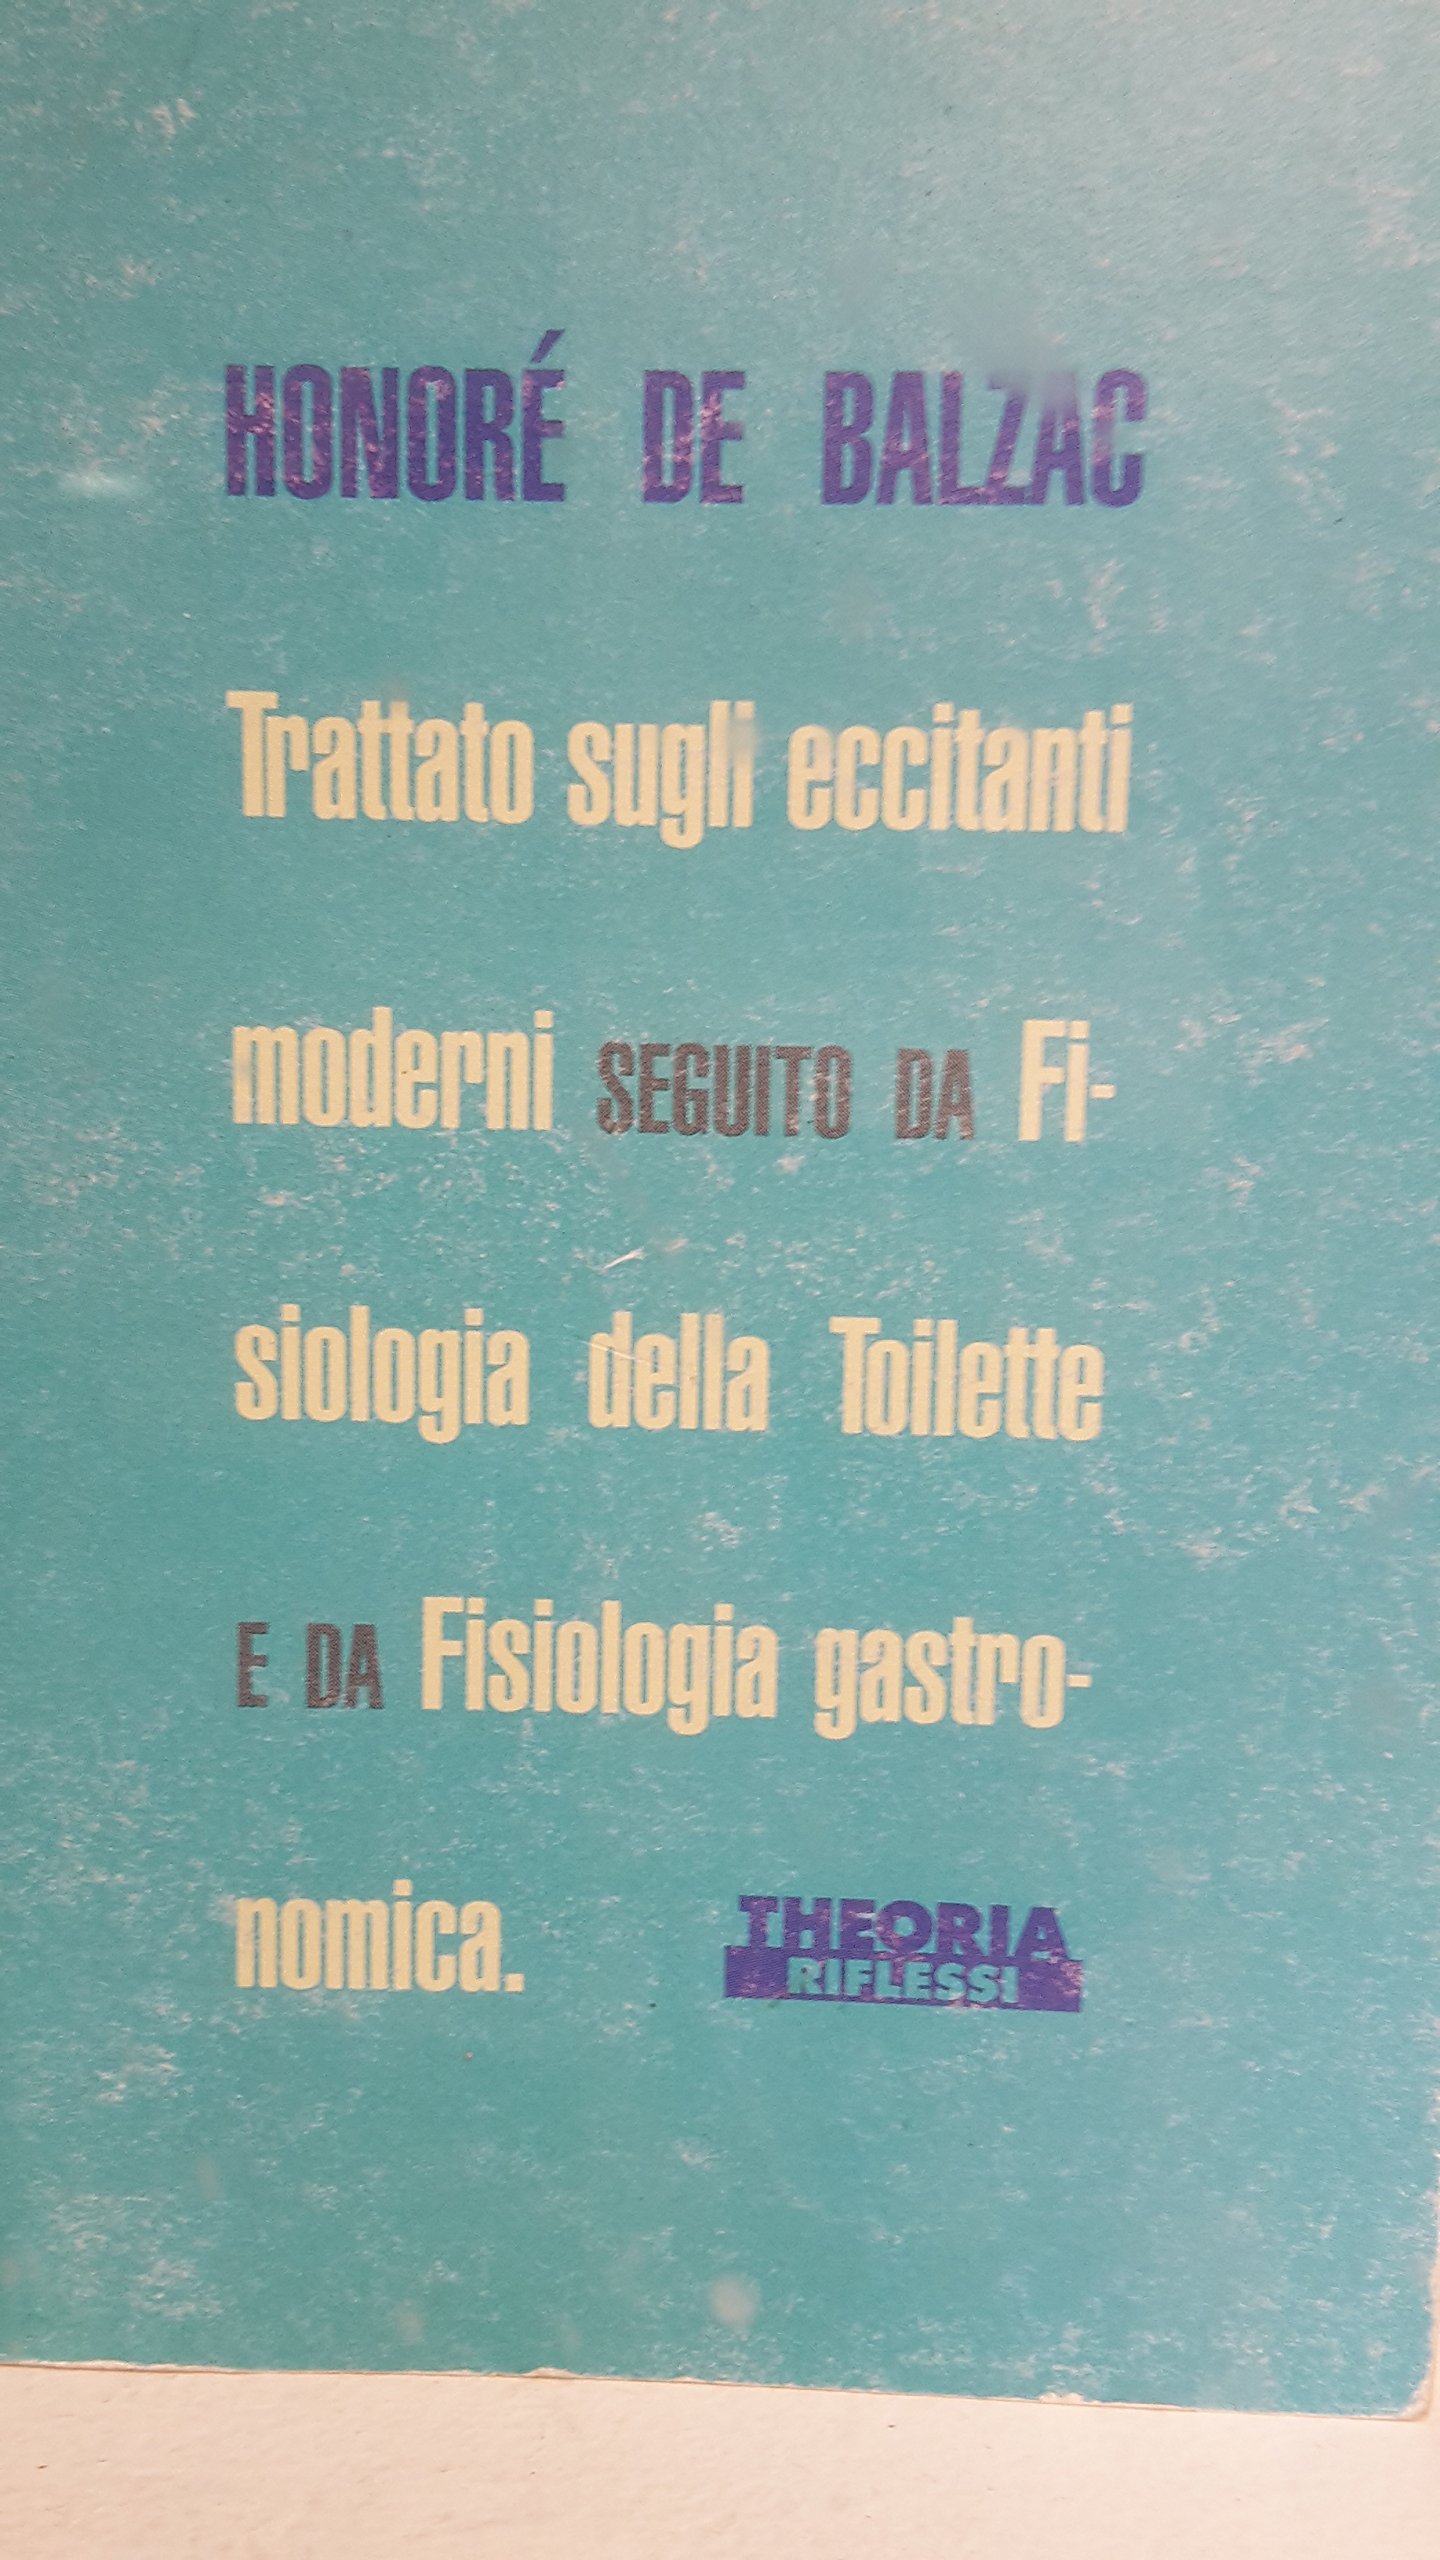 HONORÉ DE BALZAC
Trattato sugli eccitanti
moderni SEGUITO DA Fi-
siologia della Toilette
E DA Fisiologia gastro-
nomica.
THEORIA
RIFLESSI